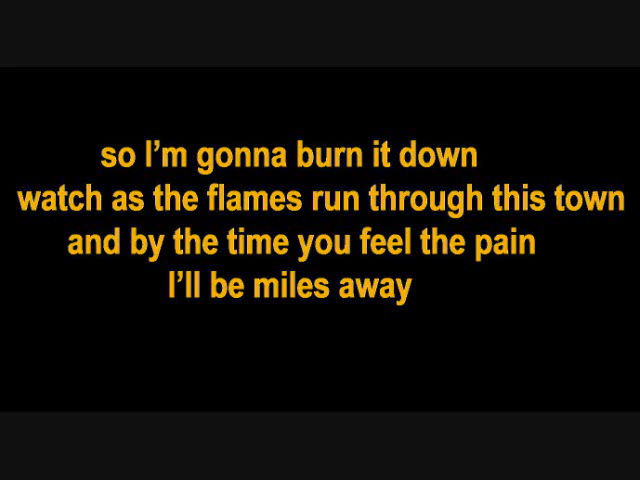 so I'm gonna burn it down
watch as the flames run through this town
and by the time you feel the pain
I'll be miles away